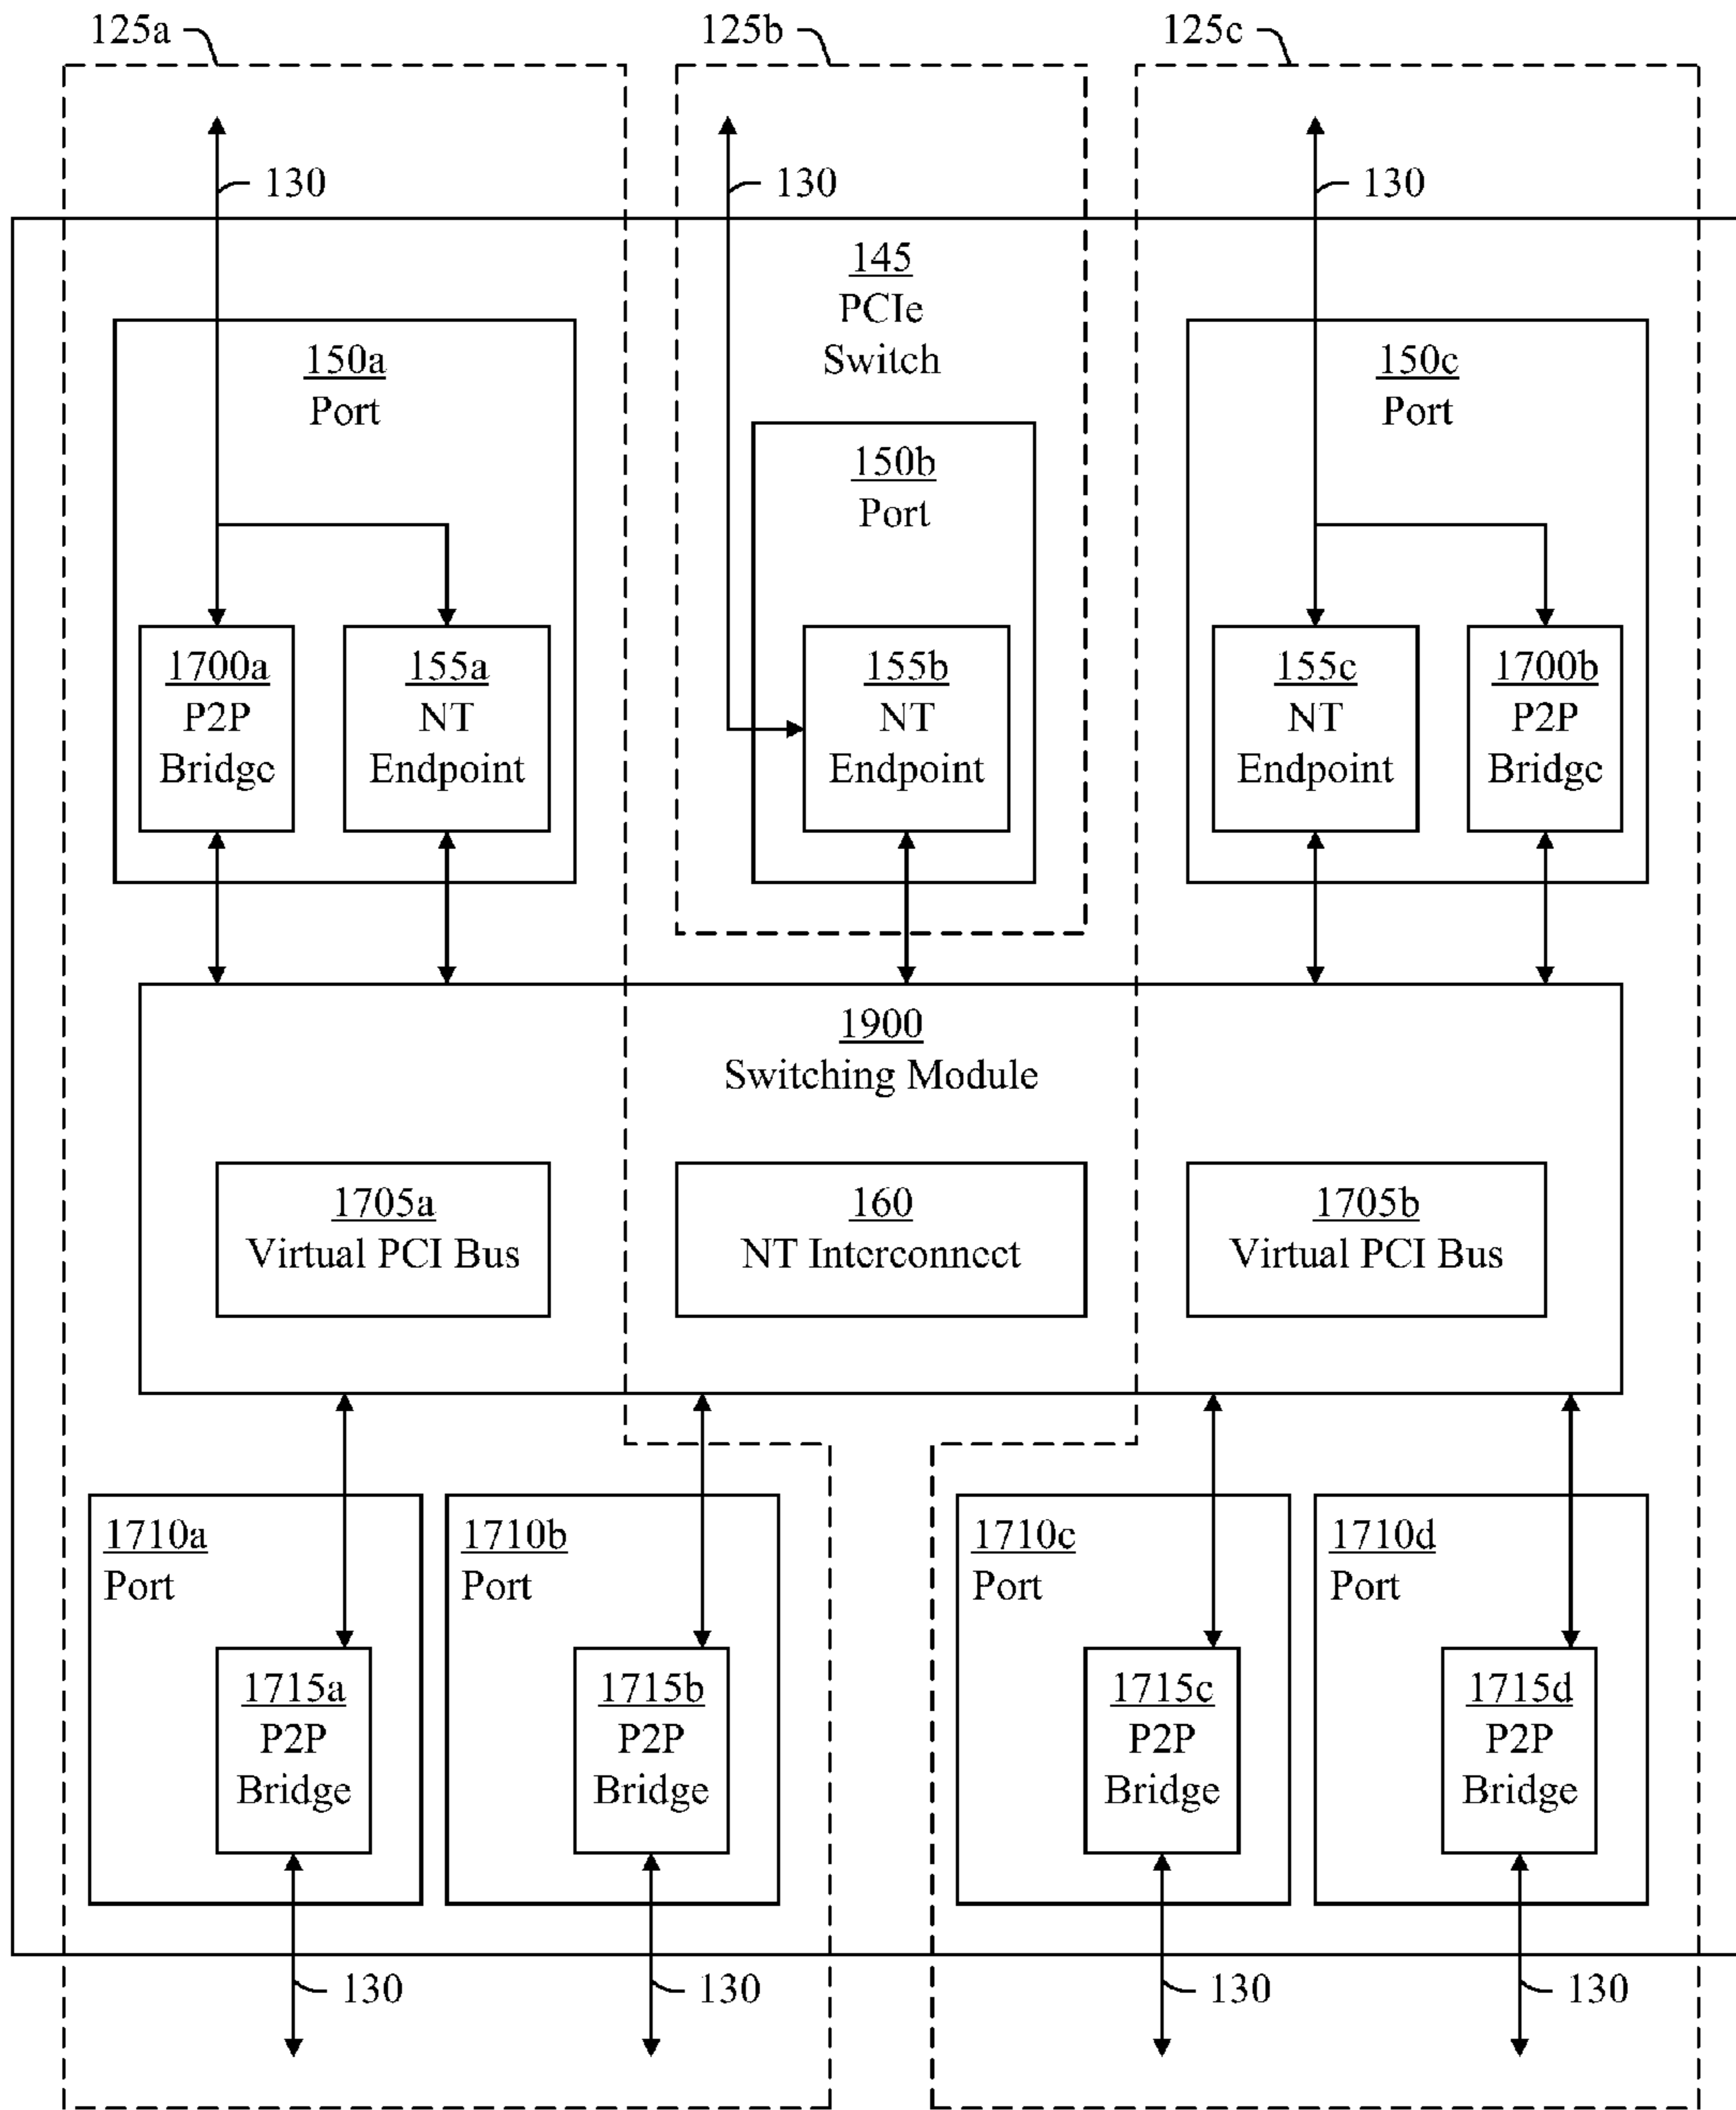 125a
125b
125c
130
130
130
145
PCIe
Switch
150a
Port
150b
Port
150c
Port
1700a
P2P
Bridge
155a
NT
Endpoint
155b
NT
Endpoint
155c
NT
Endpoint
1700b
P2P
Bridge
1900
Switching Module
1705a
Virtual PCI Bus
160
NT Interconnect
1705b
Virtual PCI Bus
1710a
Port
1710b
Port
1710c
Port
1710d
Port
1715a
P2P
Bridge
1715b
P2P
Bridge
1715c
P2P
Bridge
1715d
P2P
Bridge
130
130
130
130